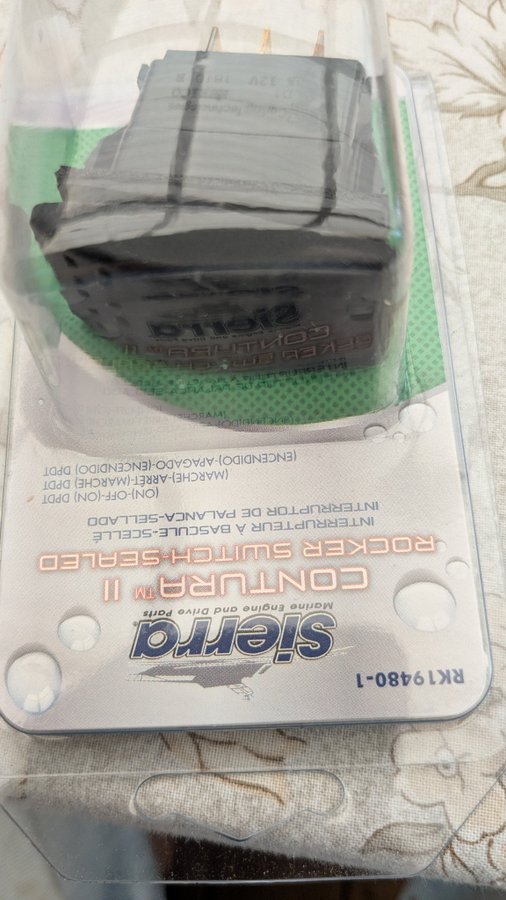 RK19480-1
Sierra
Marine Engine and Drive Parts
CONTURA™ II
ROCKER SWITCH-SEALED
INTERRUPTEUR À BASCULE-SCELLÉ
INTERRUPTOR DE PALANCA-SELLADO
(ON)-OFF-(ON) DPDT
(MARCHE)-ARRÊT-(MARCHE) DPDT
(ENCENDIDO)-APAGADO-(ENCENDIDO) DPDT